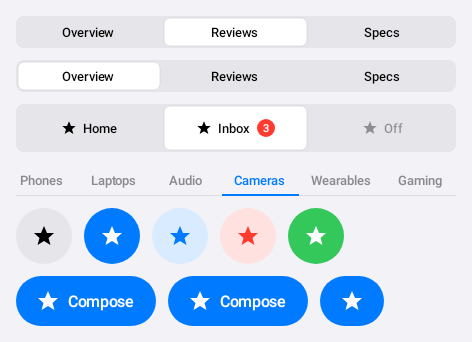 Overview Reviews Specs
Overview Reviews Specs
Home Inbox 3 Off
Phones Laptops Audio Cameras Wearables Gaming
Compose Compose